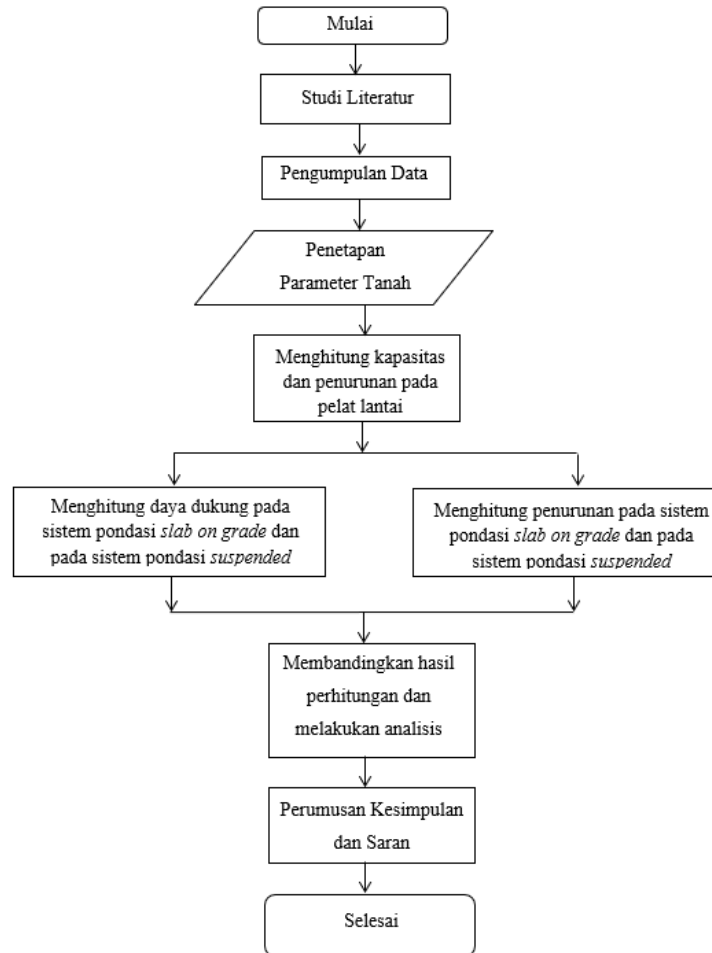 Mulai
Studi Literatur
Pengumpulan Data
Penetapan
Parameter Tanah
Menghitung kapasitas
dan penurunan pada
pelat lantai
Menghitung daya dukung pada
sistem pondasi slab on grade dan
pada sistem pondasi suspended
Menghitung penurunan pada sistem
pondasi slab on grade dan pada
sistem pondasi suspended
Membandingkan hasil
perhitungan dan
melakukan analisis
Perumusan Kesimpulan
dan Saran
Selesai